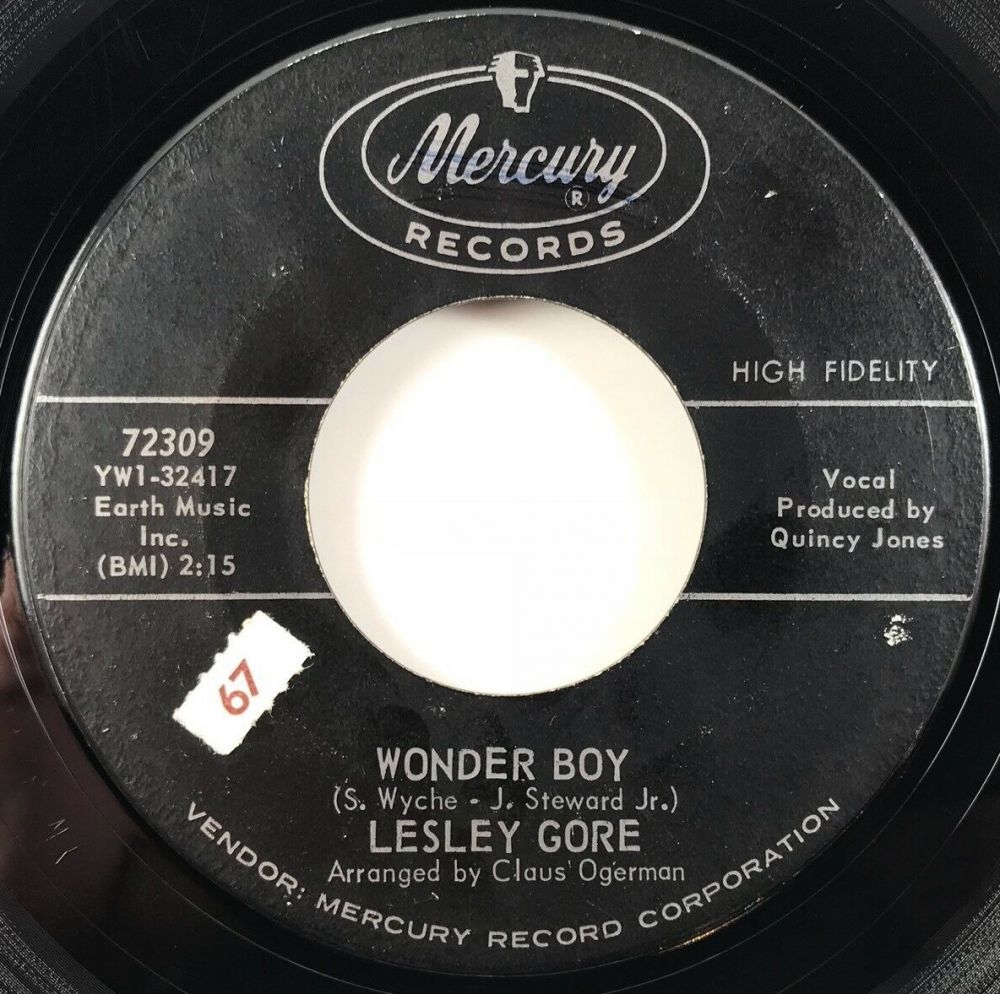 Mercury
®
RECORDS
HIGH FIDELITY
72309
YW1-32417
Earth Music
Inc.
(BMI) 2:15
Vocal
Produced by
Quincy Jones
67
WONDER BOY
(S. Wyche - J. Steward Jr.)
LESLEY GORE
Arranged by Claus Ogerman
VENDOR: MERCURY RECORD CORPORATION